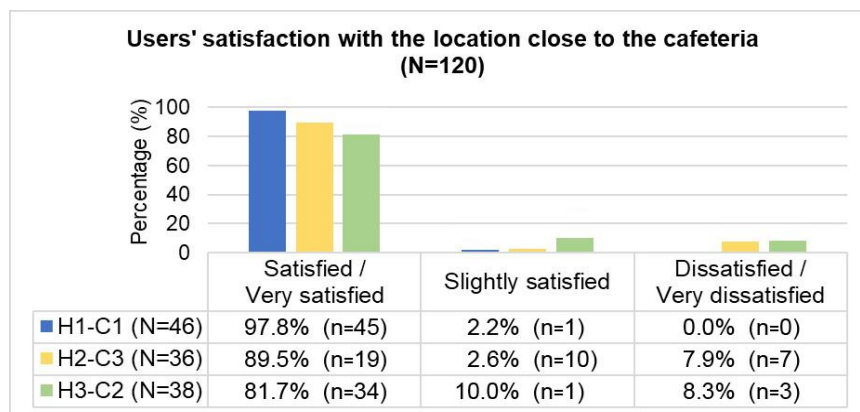 Users' satisfaction with the location close to the cafeteria
(N=120)
Percentage (%)
100
80
60
40
20
0
Satisfied /
Very satisfied
Slightly satisfied
Dissatisfied /
Very dissatisfied
H1-C1 (N=46) 97.8% (n=45) 2.2% (n=1) 0.0% (n=0)
H2-C3 (N=36) 89.5% (n=19) 2.6% (n=10) 7.9% (n=7)
H3-C2 (N=38) 81.7% (n=34) 10.0% (n=1) 8.3% (n=3)